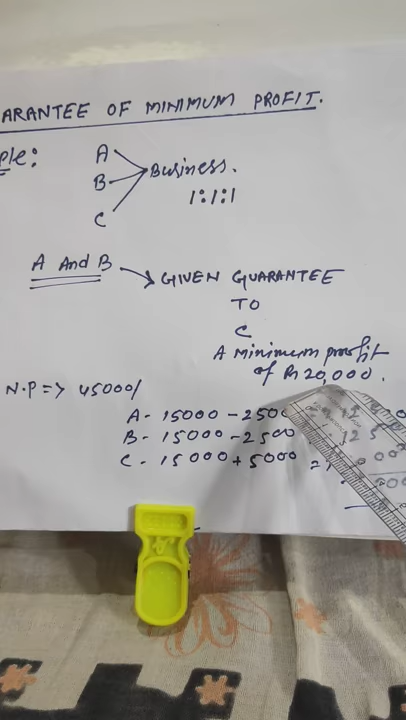 ARANTEE OF MINIMUM PROFIT.
ple:
A
B
C
Business.
1:1:1
A And B
GIVEN GUARANTEE
TO
C
A minimum profit
of Rs 20,000.
N.P => 45000/
A - 15000 - 250
B - 15000 - 2500
C - 15000 + 5000 =